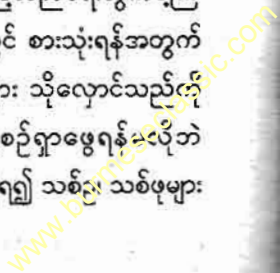 င် စားသုံးရန်အတွက်
ား သိုလှောင်သည်ကို
စဉ်ရှာဖွေရန်မလိုဘဲ
ရ၍ သစ်ဥ၊ သစ်ဖုများ
www.burmeseclassic.com